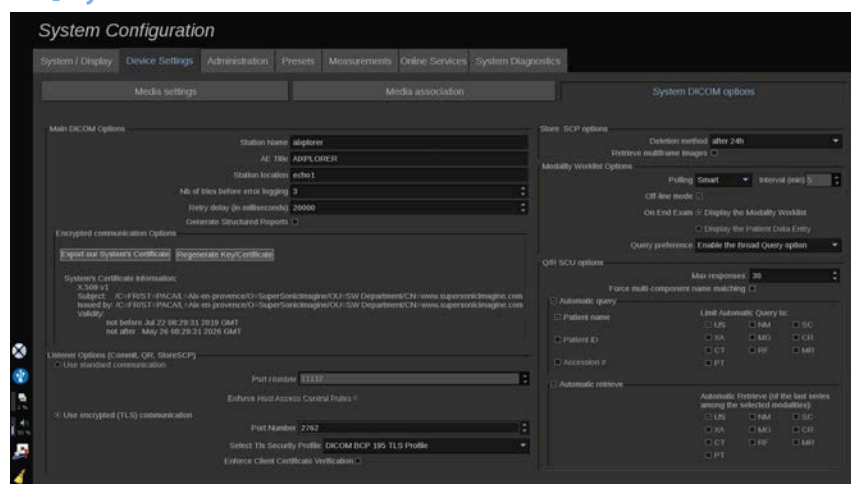 System Configuration
System / Display Device Settings Administration Presets Measurements Online Services System Diagnostics
Media settings Media association System DICOM options
Main DICOM Options
Station Name aixplorer
AE Title AIXPLORER
Station location echo1
Nb of tries before error logging 3
Retry delay (in milliseconds) 20000
Generate Structured Reports
Encrypted communication Options
Export our System's Certificate Regenerate Key/Certificate
System's Certificate Information:
X.509 v1
Subject: /C=FR/ST=PACA/L=Aix-en-provence/O=SuperSonicImagine/OU=SW Department/CN=www.supersonicimagine.com
Issued by: /C=FR/ST=PACA/L=Aix-en-provence/O=SuperSonicImagine/OU=SW Department/CN=www.supersonicimagine.com
Validity:
not before Jul 22 08:29:31 2019 GMT
not after May 26 08:29:31 2026 GMT
Listener Options (Commit, QR, StoreSCP)
Use standard communication
Port Number 11112
Enforce Host Access Control Rules
Use encrypted (TLS) communication
Port Number 2762
Select Tls Security Profile DICOM BCP 195 TLS Profile
Enforce Client Certificate Verification
Store SCP options
Deletion method after 24h
Retrieve multiframe images
Modality Worklist Options
Polling Smart Interval (min) 5
Off-line mode
On End Exam Display the Modality Worklist
Display the Patient Data Entry
Query preference Enable the Broad Query option
Q/R SCU options
Max responses 30
Force multi-component name matching
Automatic query
Limit Automatic Query to:
Patient name
US NM SC
Patient ID
XA MG CR
CT RF MR
Accession #
PT
Automatic retrieve
Automatic Retrieve (of the last series
among the selected modalities):
US NM SC
XA MG CR
CT RF MR
PT